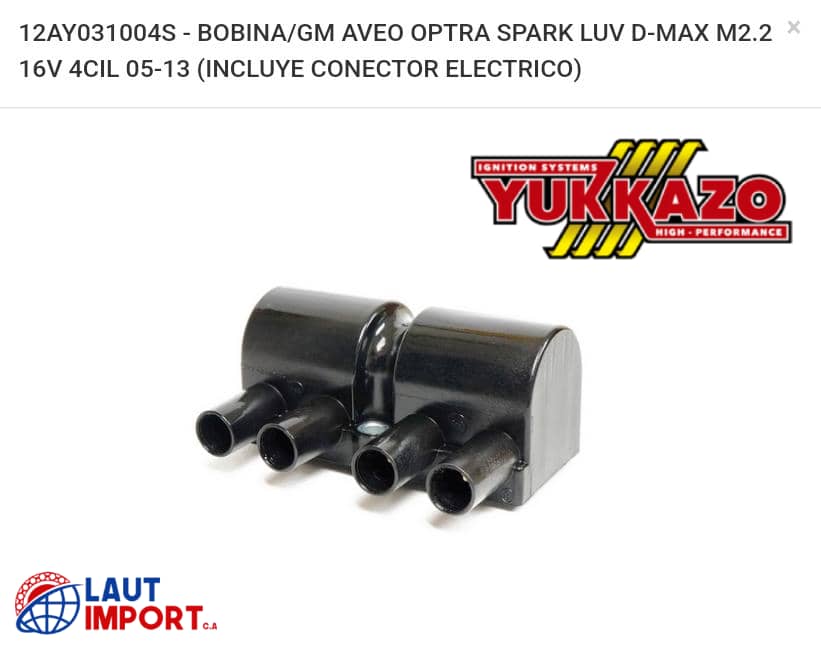 12AY031004S - BOBINA/GM AVEO OPTRA SPARK LUV D-MAX M2.2
16V 4CIL 05-13 (INCLUYE CONECTOR ELECTRICO)
×
IGNITION SYSTEMS
YUKKAZO
HIGH - PERFORMANCE
LAUT
IMPORT C.A